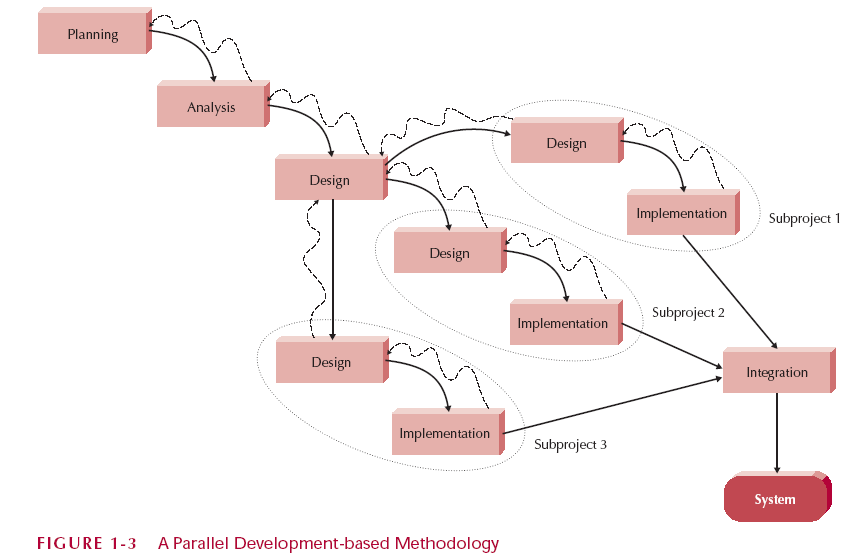 Planning
Analysis
Design
Design
Implementation
Subproject 1
Design
Implementation
Subproject 2
Design
Implementation
Subproject 3
Integration
System
FIGURE 1-3 A Parallel Development-based Methodology